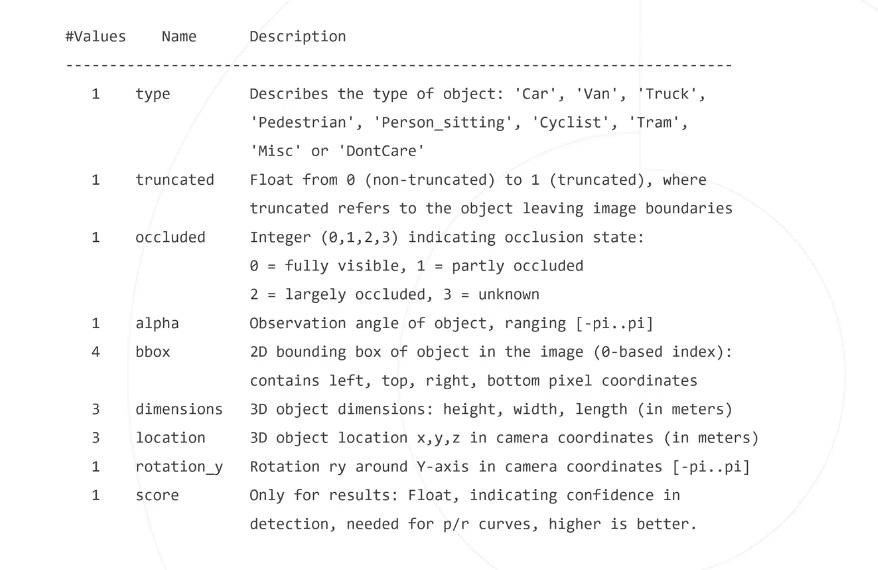 #Values    Name      Description
----------------------------------------------------------------------------
1    type         Describes the type of object: 'Car', 'Van', 'Truck',
'Pedestrian', 'Person_sitting', 'Cyclist', 'Tram',
'Misc' or 'DontCare'
1    truncated    Float from 0 (non-truncated) to 1 (truncated), where
truncated refers to the object leaving image boundaries
1    occluded     Integer (0,1,2,3) indicating occlusion state:
0 = fully visible, 1 = partly occluded
2 = largely occluded, 3 = unknown
1    alpha        Observation angle of object, ranging [-pi..pi]
4    bbox         2D bounding box of object in the image (0-based index):
contains left, top, right, bottom pixel coordinates
3    dimensions   3D object dimensions: height, width, length (in meters)
3    location     3D object location x,y,z in camera coordinates (in meters)
1    rotation_y   Rotation ry around Y-axis in camera coordinates [-pi..pi]
1    score        Only for results: Float, indicating confidence in
detection, needed for p/r curves, higher is better.